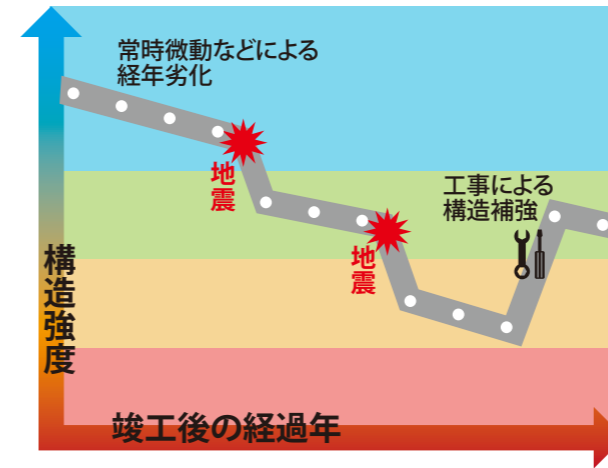 常時微動などによる
経年劣化
地震
工事による
構造補強
地震
構造強度
竣工後の経過年